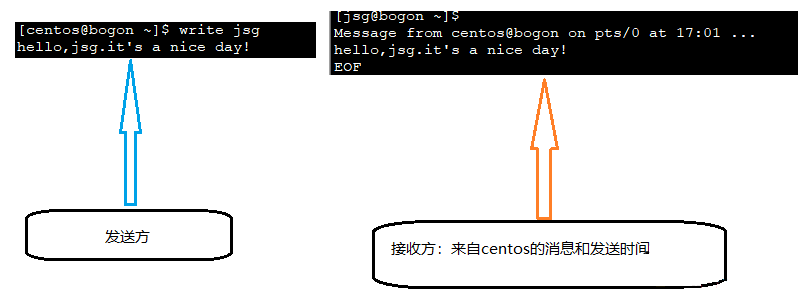 [centos@bogon ~]$ write jsg
hello,jsg.it's a nice day!
[jsg@bogon ~]$
Message from centos@bogon on pts/0 at 17:01 ...
hello,jsg.it's a nice day!
EOF
发送方
接收方：来自centos的消息和发送时间